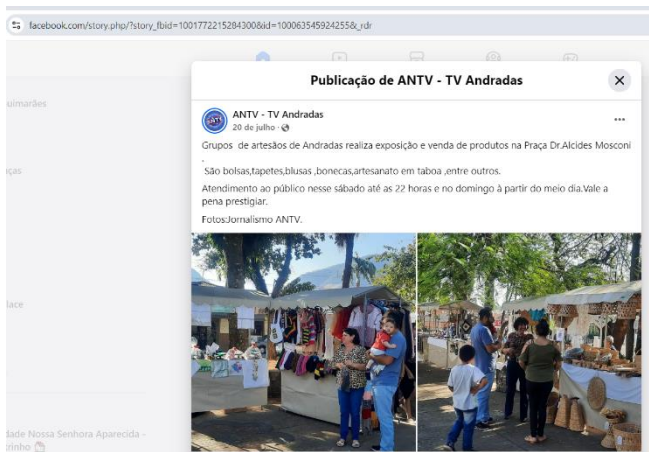 facebook.com/story.php/?story_fbid=1001772215284300&id=100063545924255&_rdr
Publicação de ANTV - TV Andradas
uimarães
ANTV - TV Andradas
20 de julho
Grupos de artesãos de Andradas realiza exposição e venda de produtos na Praça Dr.Alcides Mosconi
.
São bolsas,tapetes,blusas ,bonecas,artesanato em taboa ,entre outros.
ças
Atendimento ao público nesse sábado até as 22 horas e no domingo à partir do meio dia.Vale a
pena prestigiar.
Fotos:Jornalismo ANTV.
lace
dade Nossa Senhora Aparecida -
rinho